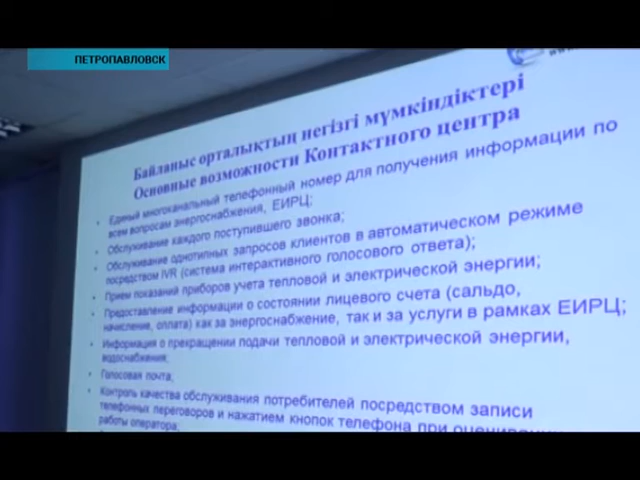 ПЕТРОПАВЛОВСК
Байланыс орталықтың негізгі мүмкіндіктері
Основные возможности Контактного центра
• Единый многоканальный телефонный номер для получения информации по
всем вопросам энергоснабжения, ЕИРЦ;
• Обслуживание каждого поступившего звонка;
• Обслуживание однотипных запросов клиентов в автоматическом режиме
посредством IVR (система интерактивного голосового ответа);
• Прием показаний приборов учета тепловой и электрической энергии;
• Предоставление информации о состоянии лицевого счета (сальдо,
начисление, оплата) как за энергоснабжение, так и за услуги в рамках ЕИРЦ;
• Информация о прекращении подачи тепловой и электрической энергии,
водоснабжения;
• Голосовая почта;
• Контроль качества обслуживания потребителей посредством записи
телефонных переговоров и нажатием кнопок телефона при оценивании
работы оператора;